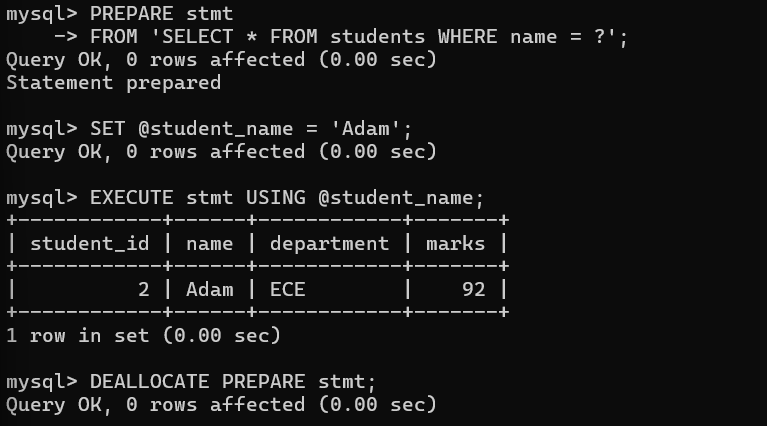 mysql> PREPARE stmt
    -> FROM 'SELECT * FROM students WHERE name = ?';
Query OK, 0 rows affected (0.00 sec)
Statement prepared

mysql> SET @student_name = 'Adam';
Query OK, 0 rows affected (0.00 sec)

mysql> EXECUTE stmt USING @student_name;
+------------+------+------------+-------+
| student_id | name | department | marks |
+------------+------+------------+-------+
|          2 | Adam | ECE        |    92 |
+------------+------+------------+-------+
1 row in set (0.00 sec)

mysql> DEALLOCATE PREPARE stmt;
Query OK, 0 rows affected (0.00 sec)